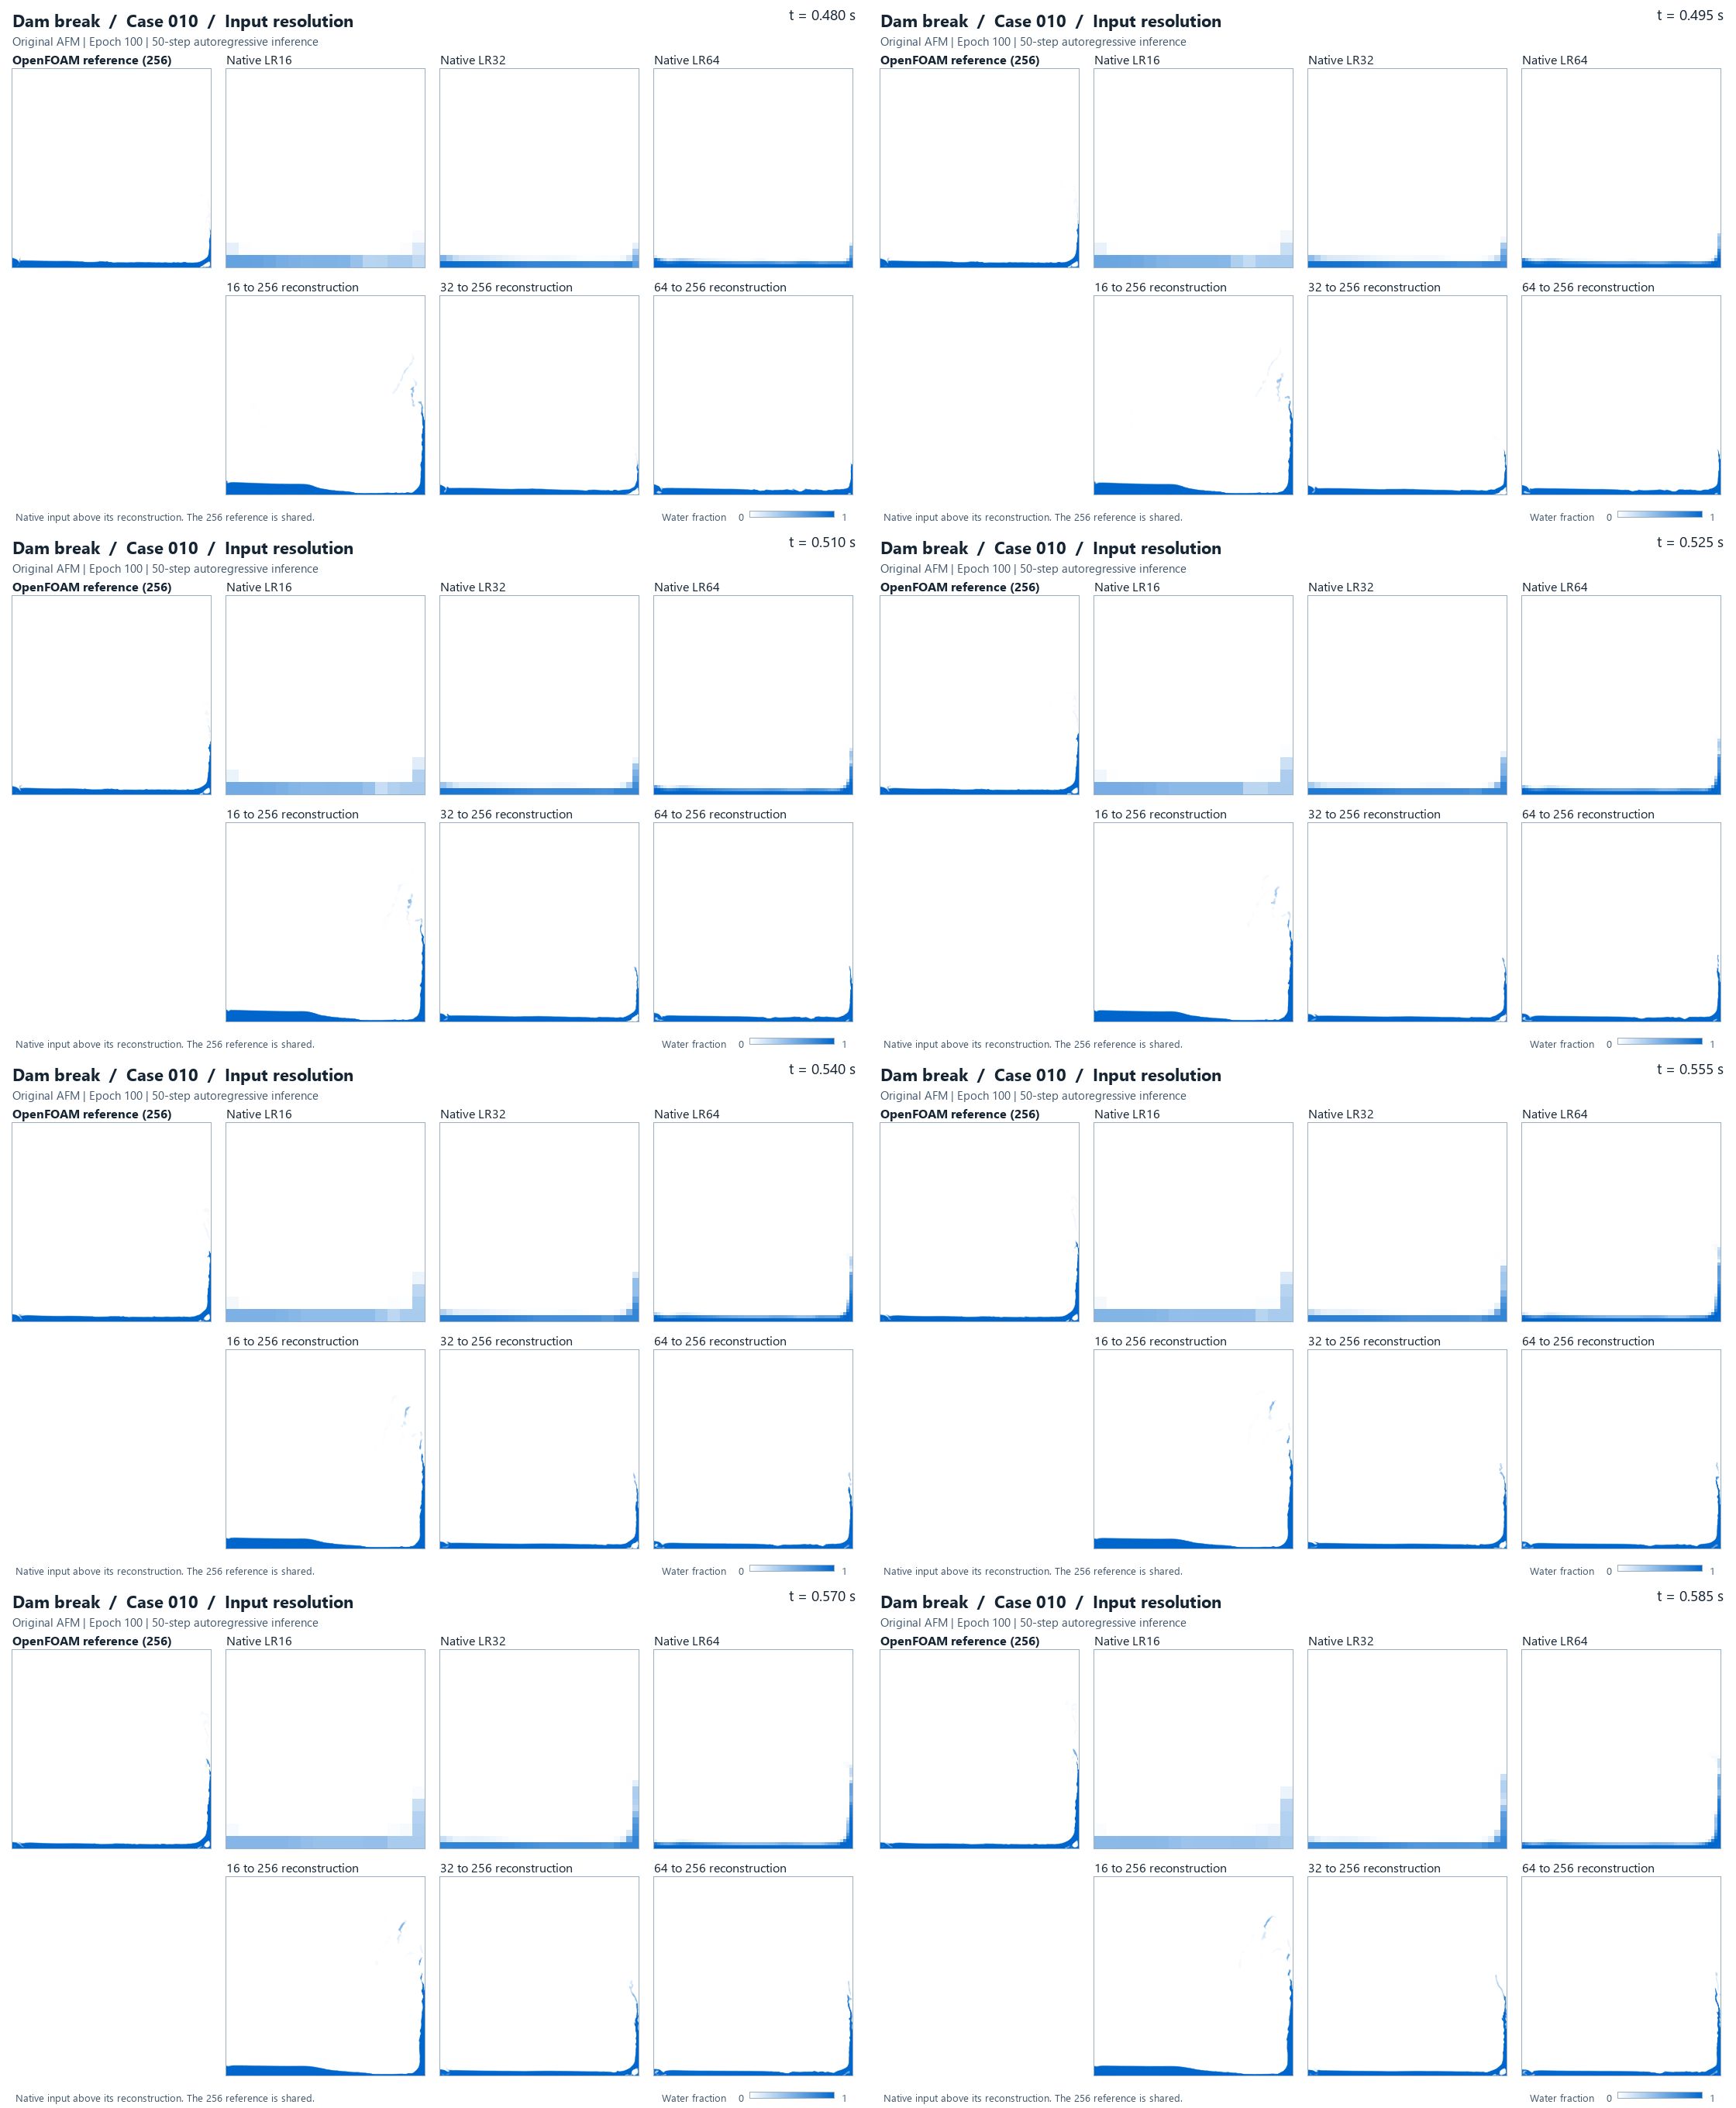 Dam break / Case 010 / Input resolution
t = 0.480 s
Original AFM | Epoch 100 | 50-step autoregressive inference
OpenFOAM reference (256)
Native LR16
Native LR32
Native LR64
16 to 256 reconstruction
32 to 256 reconstruction
64 to 256 reconstruction
Native input above its reconstruction. The 256 reference is shared.
Water fraction 0 1
Dam break / Case 010 / Input resolution
t = 0.495 s
Original AFM | Epoch 100 | 50-step autoregressive inference
OpenFOAM reference (256)
Native LR16
Native LR32
Native LR64
16 to 256 reconstruction
32 to 256 reconstruction
64 to 256 reconstruction
Native input above its reconstruction. The 256 reference is shared.
Water fraction 0 1
Dam break / Case 010 / Input resolution
t = 0.510 s
Original AFM | Epoch 100 | 50-step autoregressive inference
OpenFOAM reference (256)
Native LR16
Native LR32
Native LR64
16 to 256 reconstruction
32 to 256 reconstruction
64 to 256 reconstruction
Native input above its reconstruction. The 256 reference is shared.
Water fraction 0 1
Dam break / Case 010 / Input resolution
t = 0.525 s
Original AFM | Epoch 100 | 50-step autoregressive inference
OpenFOAM reference (256)
Native LR16
Native LR32
Native LR64
16 to 256 reconstruction
32 to 256 reconstruction
64 to 256 reconstruction
Native input above its reconstruction. The 256 reference is shared.
Water fraction 0 1
Dam break / Case 010 / Input resolution
t = 0.540 s
Original AFM | Epoch 100 | 50-step autoregressive inference
OpenFOAM reference (256)
Native LR16
Native LR32
Native LR64
16 to 256 reconstruction
32 to 256 reconstruction
64 to 256 reconstruction
Native input above its reconstruction. The 256 reference is shared.
Water fraction 0 1
Dam break / Case 010 / Input resolution
t = 0.555 s
Original AFM | Epoch 100 | 50-step autoregressive inference
OpenFOAM reference (256)
Native LR16
Native LR32
Native LR64
16 to 256 reconstruction
32 to 256 reconstruction
64 to 256 reconstruction
Native input above its reconstruction. The 256 reference is shared.
Water fraction 0 1
Dam break / Case 010 / Input resolution
t = 0.570 s
Original AFM | Epoch 100 | 50-step autoregressive inference
OpenFOAM reference (256)
Native LR16
Native LR32
Native LR64
16 to 256 reconstruction
32 to 256 reconstruction
64 to 256 reconstruction
Native input above its reconstruction. The 256 reference is shared.
Water fraction 0 1
Dam break / Case 010 / Input resolution
t = 0.585 s
Original AFM | Epoch 100 | 50-step autoregressive inference
OpenFOAM reference (256)
Native LR16
Native LR32
Native LR64
16 to 256 reconstruction
32 to 256 reconstruction
64 to 256 reconstruction
Native input above its reconstruction. The 256 reference is shared.
Water fraction 0 1